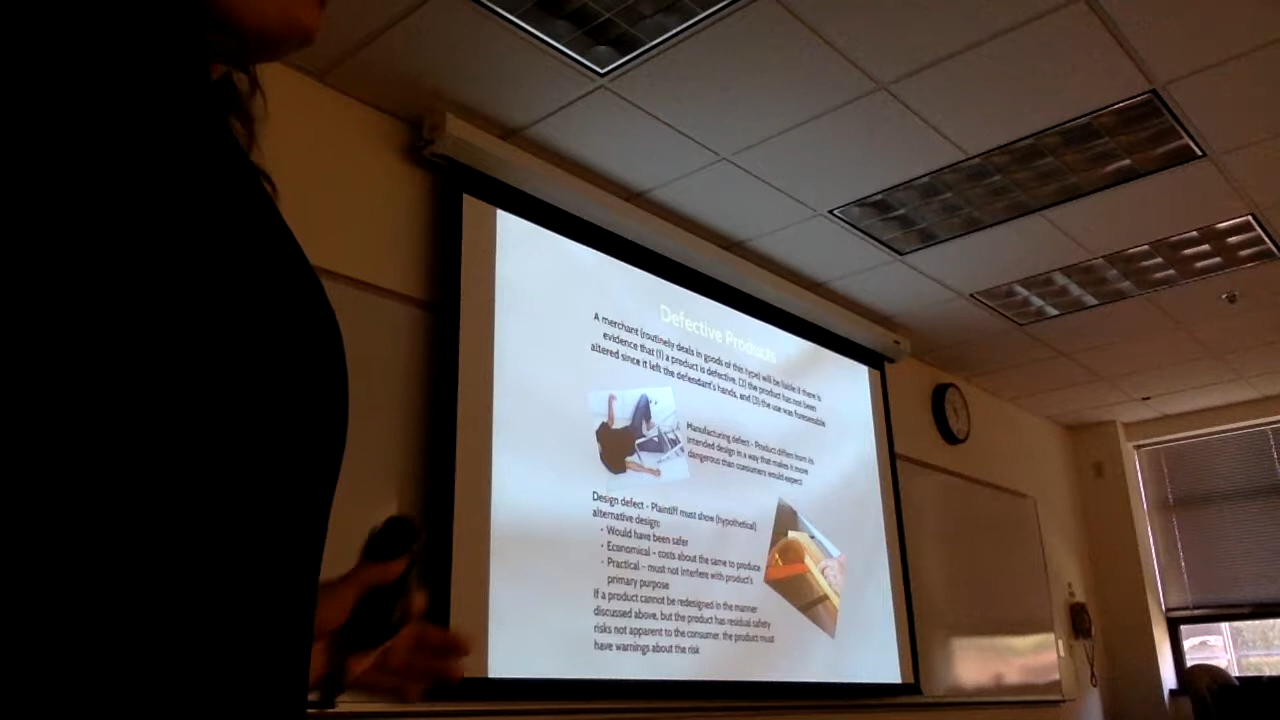 Defective Products
A merchant (routinely deals in goods of this type) will be liable if there is
evidence that (1) a product is defective, (2) the product has not been
altered since it left the defendant's hands, and (3) the use was foreseeable
Manufacturing defect - Product differs from its
intended design in a way that makes it more
dangerous than consumers would expect
Design defect - Plaintiff must show (hypothetical)
alternative design:
• Would have been safer
• Economical – costs about the same to produce
• Practical – must not interfere with product's
primary purpose
If a product cannot be redesigned in the manner
discussed above, but the product has residual safety
risks not apparent to the consumer, the product must
have warnings about the risk